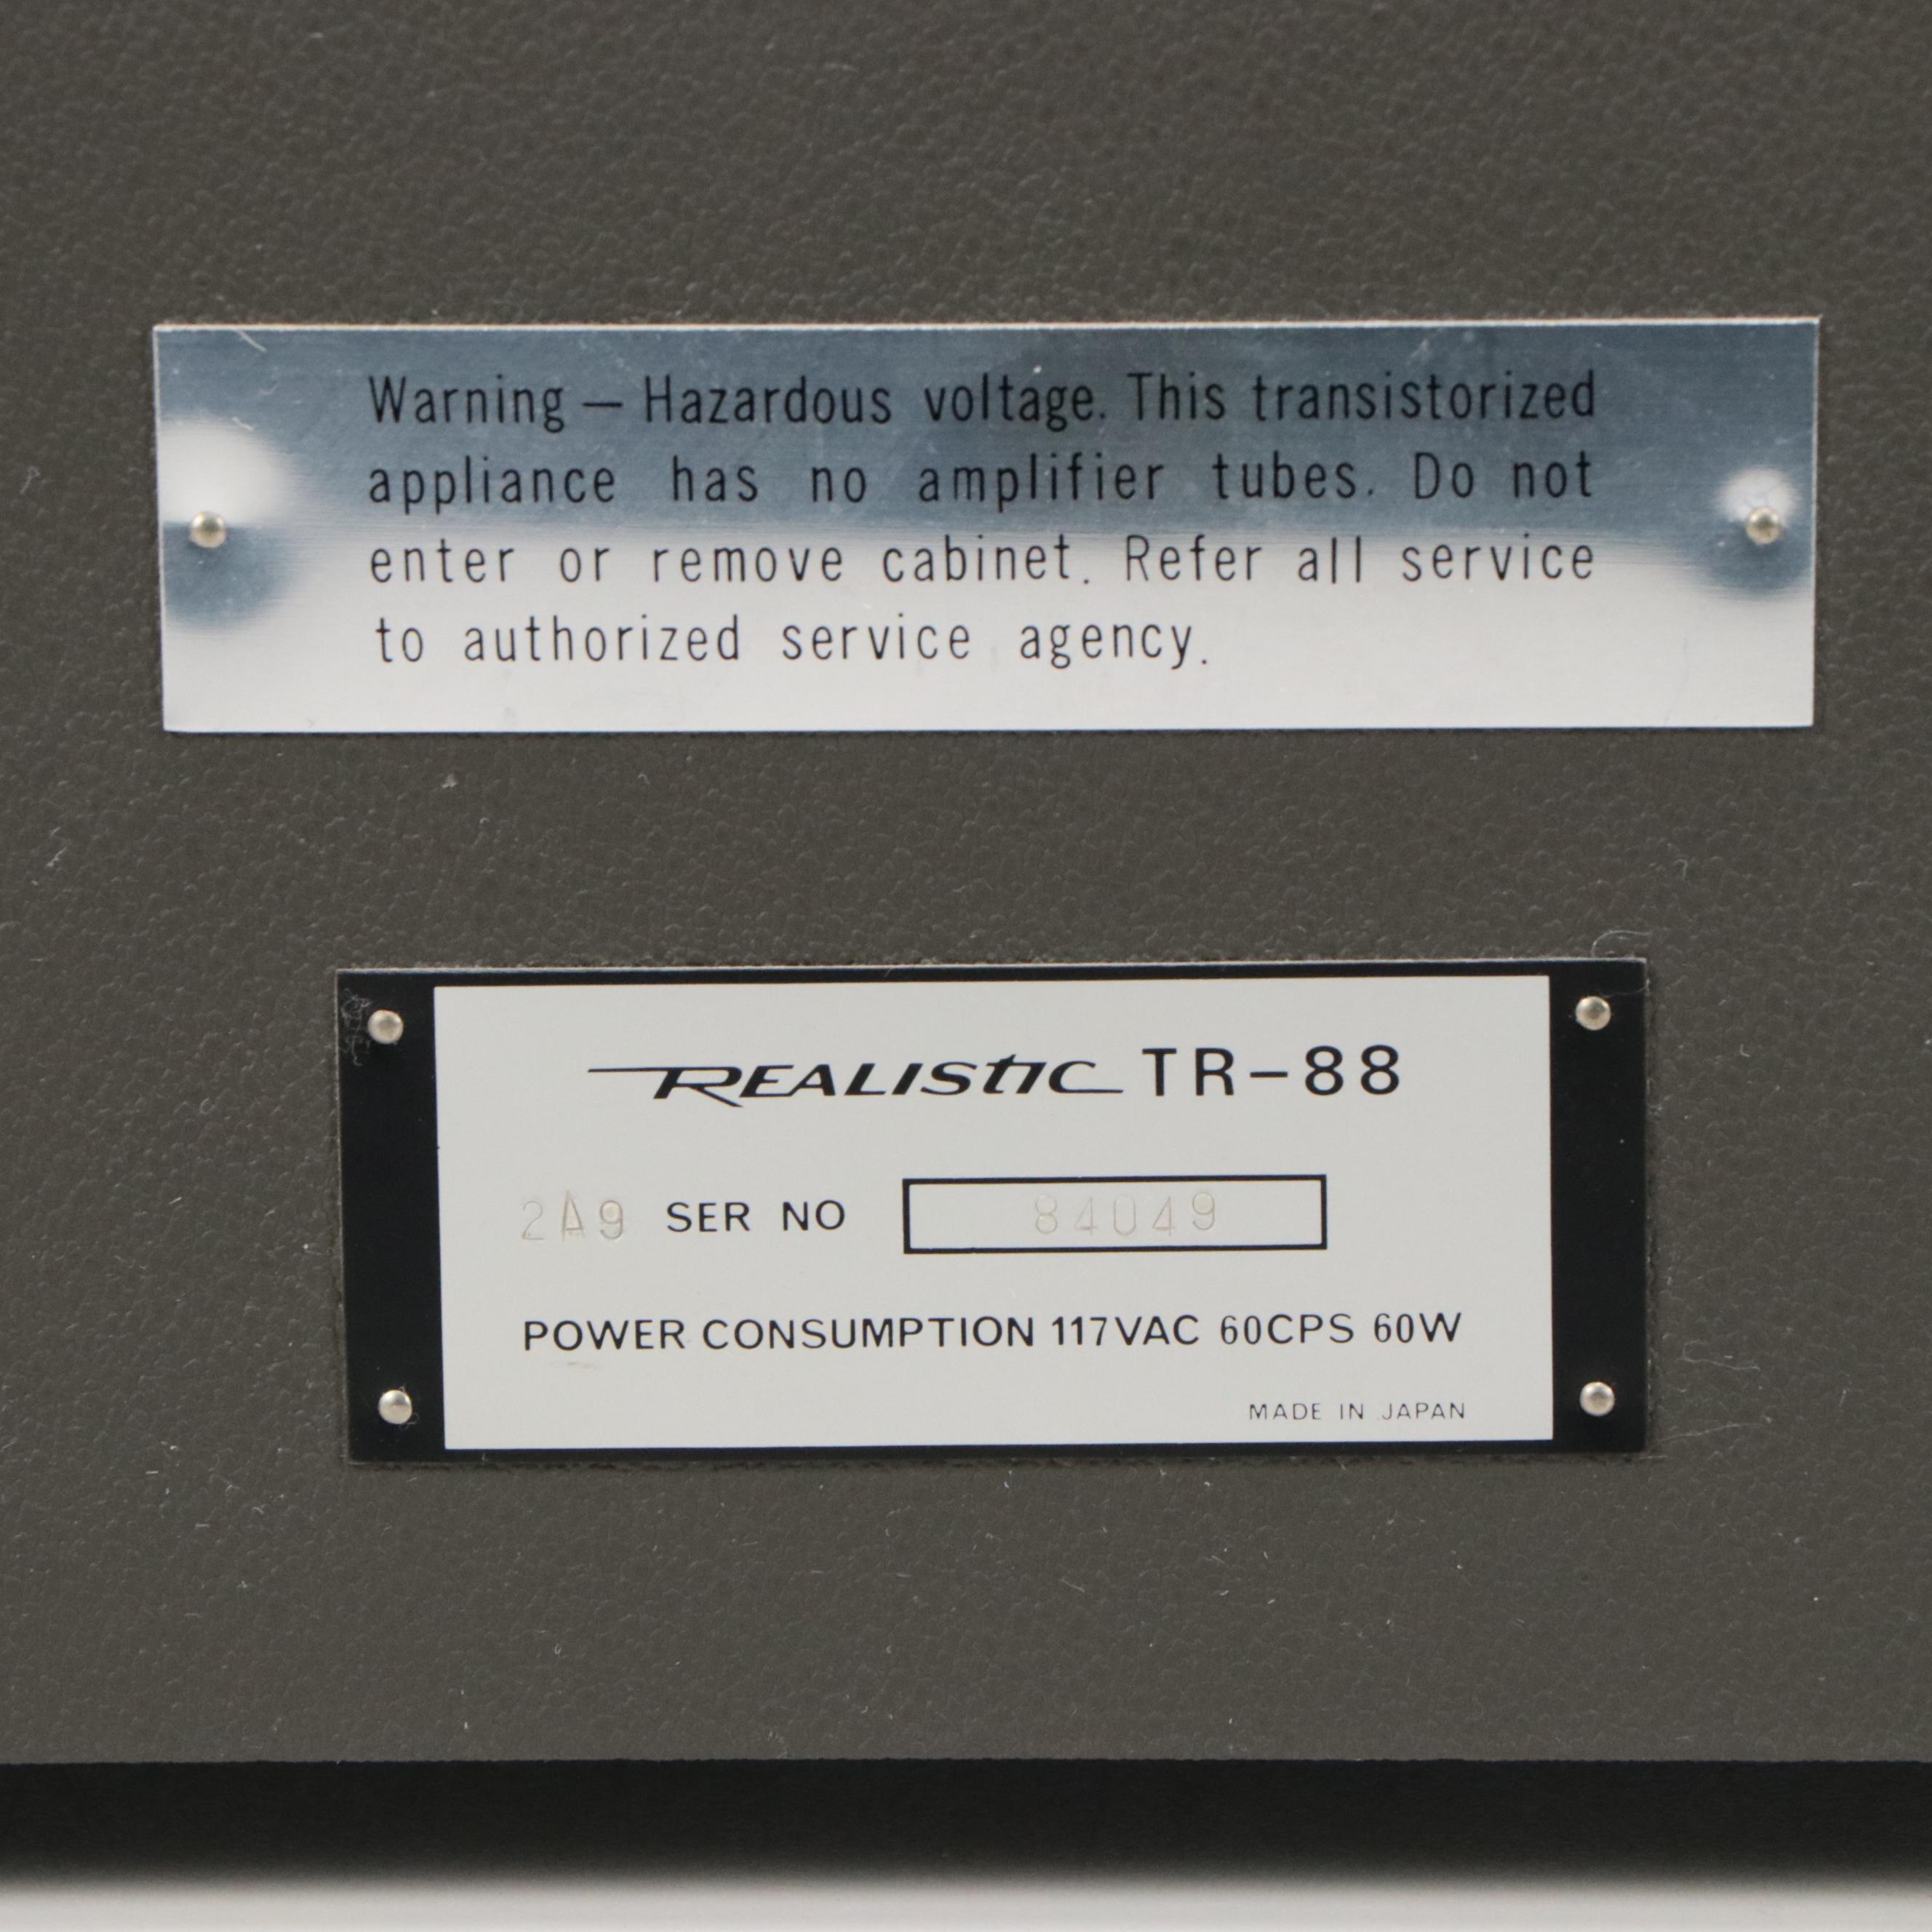 Warning – Hazardous voltage. This transistorized
appliance has no amplifier tubes. Do not
enter or remove cabinet. Refer all service
to authorized service agency.
REALISTIC TR-88
2A9 SER NO 84049
POWER CONSUMPTION 117VAC 60CPS 60W
MADE IN JAPAN